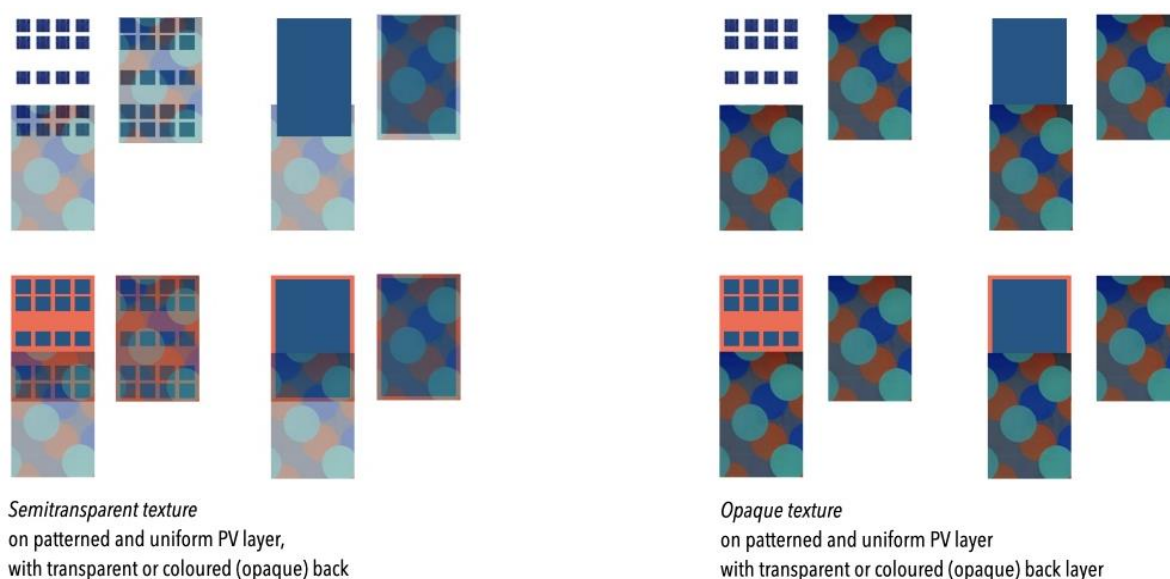 Semitransparent texture
on patterned and uniform PV layer,
with transparent or coloured (opaque) back
Opaque texture
on patterned and uniform PV layer
with transparent or coloured (opaque) back layer